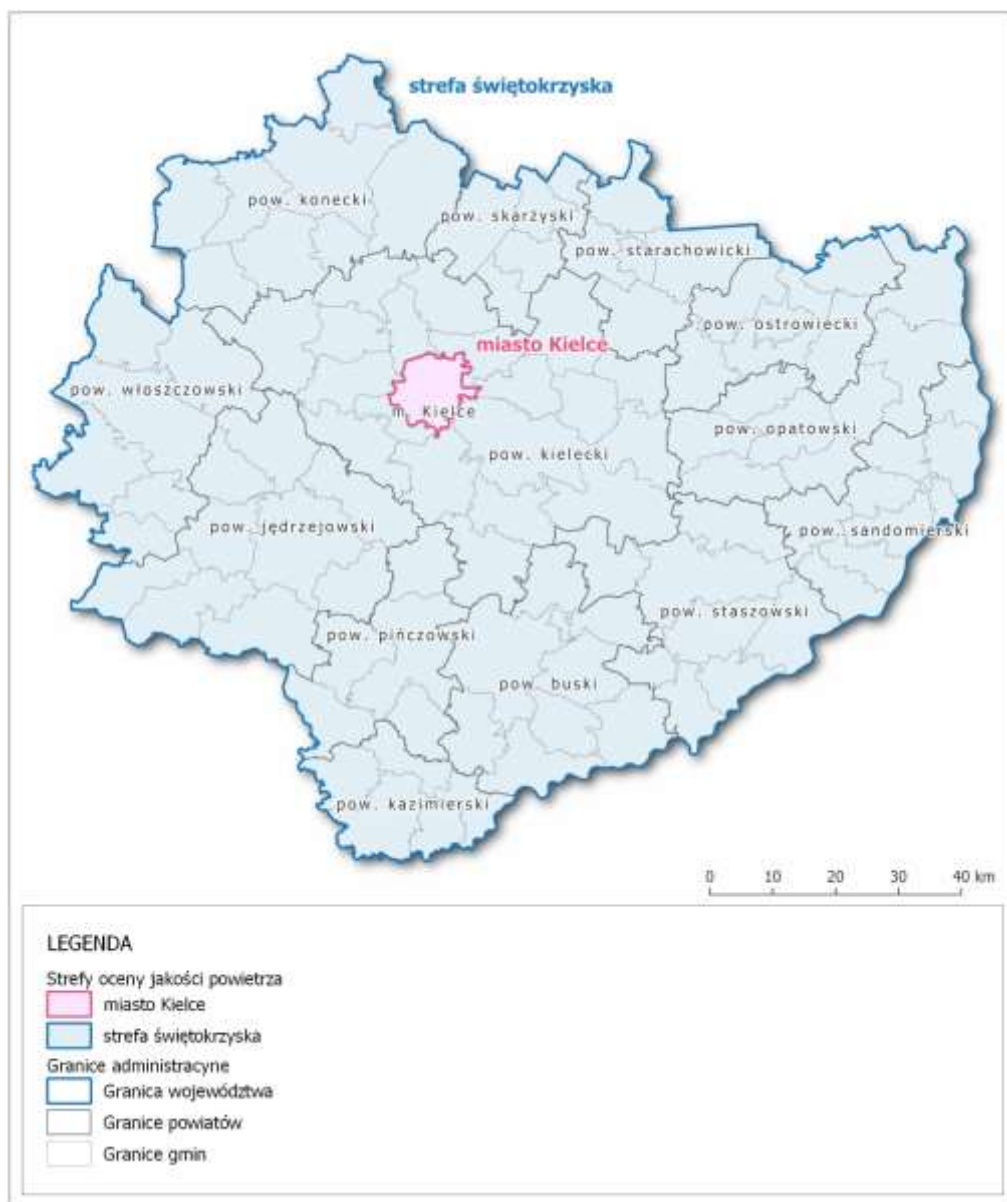 strefa świętokrzyska
pow. konecki
pow. skarżyski
pow. starachowicki
pow. ostrowiecki
miasto Kielce
pow. włoszczowski
m. Kielce
pow. opatowski
pow. kielecki
pow. jędrzejowski
pow. sandomierski
pow. staszowski
pow. pińczowski
pow. buski
pow. kazimierski
0 10 20 30 40 km
LEGENDA
Strefy oceny jakości powietrza
miasto Kielce
strefa świętokrzyska
Granice administracyne
Granica województwa
Granice powiatów
Granice gmin